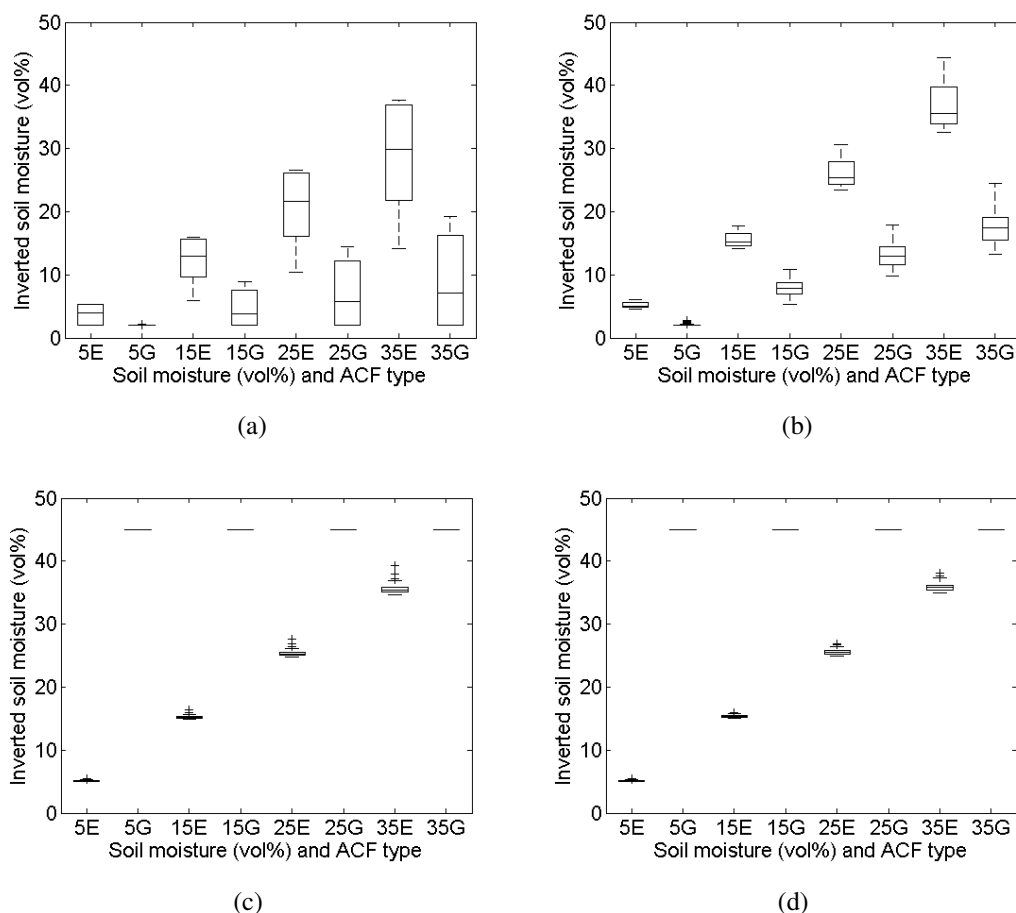 50
40
30
20
10
0
Inverted soil moisture (vol%)
5E 5G 15E 15G 25E 25G 35E 35G
Soil moisture (vol%) and ACF type
(a)
50
40
30
20
10
0
Inverted soil moisture (vol%)
5E 5G 15E 15G 25E 25G 35E 35G
Soil moisture (vol%) and ACF type
(b)
50
40
30
20
10
0
Inverted soil moisture (vol%)
5E 5G 15E 15G 25E 25G 35E 35G
Soil moisture (vol%) and ACF type
(c)
50
40
30
20
10
0
Inverted soil moisture (vol%)
5E 5G 15E 15G 25E 25G 35E 35G
Soil moisture (vol%) and ACF type
(d)